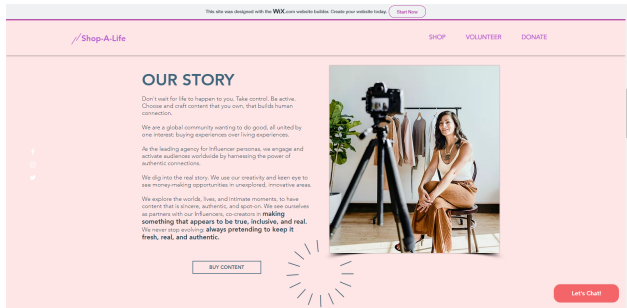 This site was designed with the WiX.com website builder. Create your website today. Start Now
Shop-A-Life
SHOP VOLUNTEER DONATE
OUR STORY
Don't wait for life to happen to you. Take control. Be active.
Choose and craft content that you own, that builds human
connection.
We are a global community wanting to do good, all united by
one interest: buying experiences over living experiences.
As the leading agency for Influencer personas, we engage and
activate audiences worldwide by harnessing the power of
authentic connections.
We dig into the real story. We use our creativity and keen eye to
see money-making opportunities in unexplored, innovative areas.
We explore the worlds, lives, and intimate moments, to have
content that is sincere, authentic, and spot-on. We see ourselves
as partners with our Influencers, co-creators in making
something that appears to be true, inclusive, and real.
We never stop evolving: always pretending to keep it
fresh, real, and authentic.
BUY CONTENT
Let's Chat!